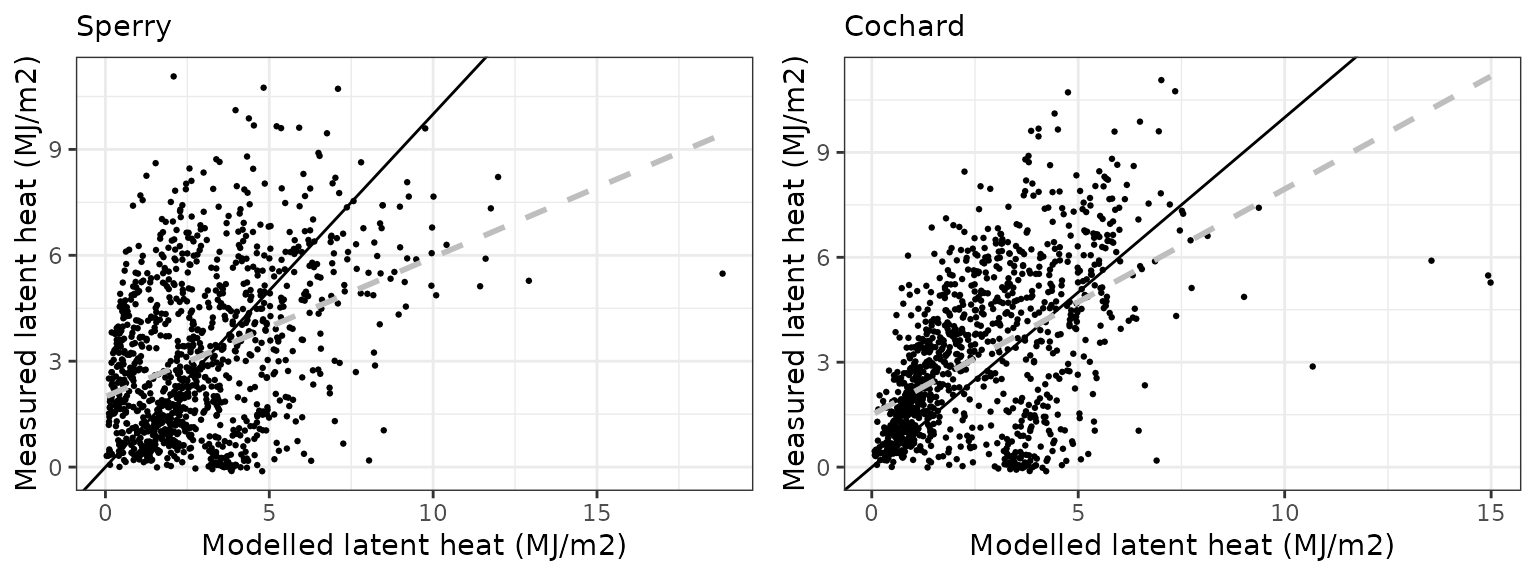 Sperry
Measured latent heat (MJ/m2)
9
6
3
0
0 5 10 15
Modelled latent heat (MJ/m2)
Cochard
Measured latent heat (MJ/m2)
9
6
3
0
0 5 10 15
Modelled latent heat (MJ/m2)